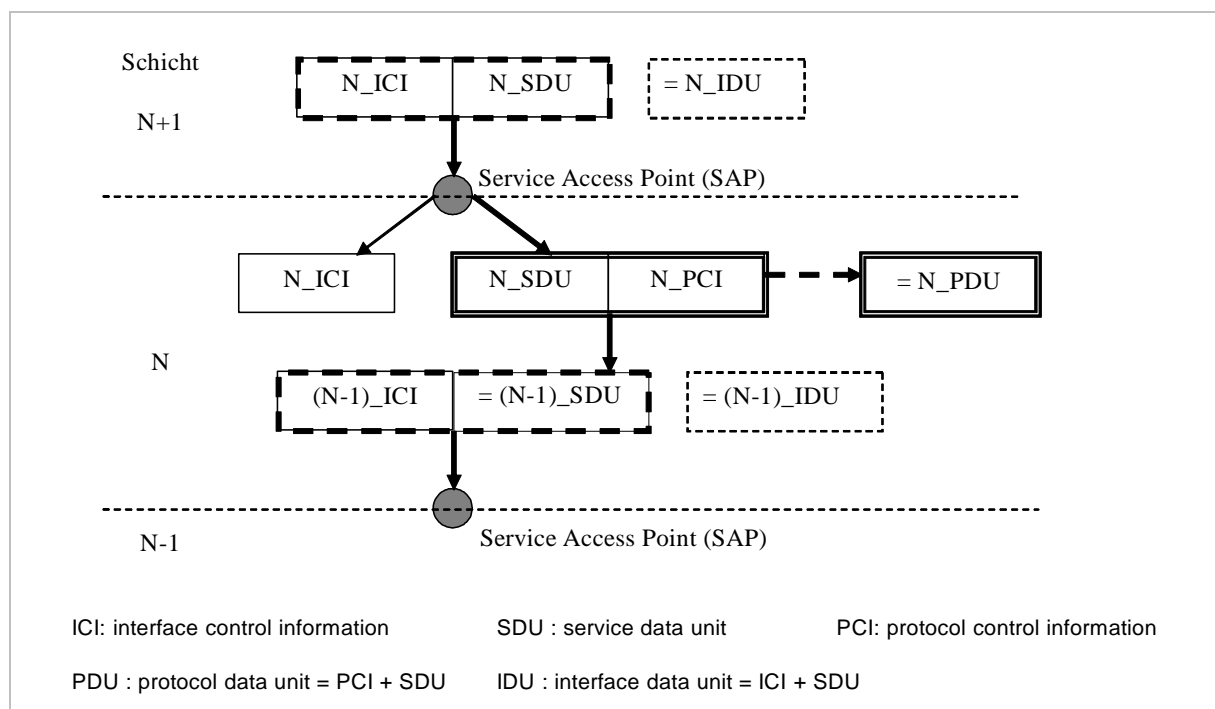 Schicht
N_ICI N_SDU = N_IDU
N+1
Service Access Point (SAP)
N_ICI N_SDU N_PCI = N_PDU
N
(N-1)_ICI = (N-1)_SDU = (N-1)_IDU
Service Access Point (SAP)
N-1
ICI: interface control information SDU : service data unit PCI: protocol control information
PDU : protocol data unit = PCI + SDU IDU : interface data unit = ICI + SDU